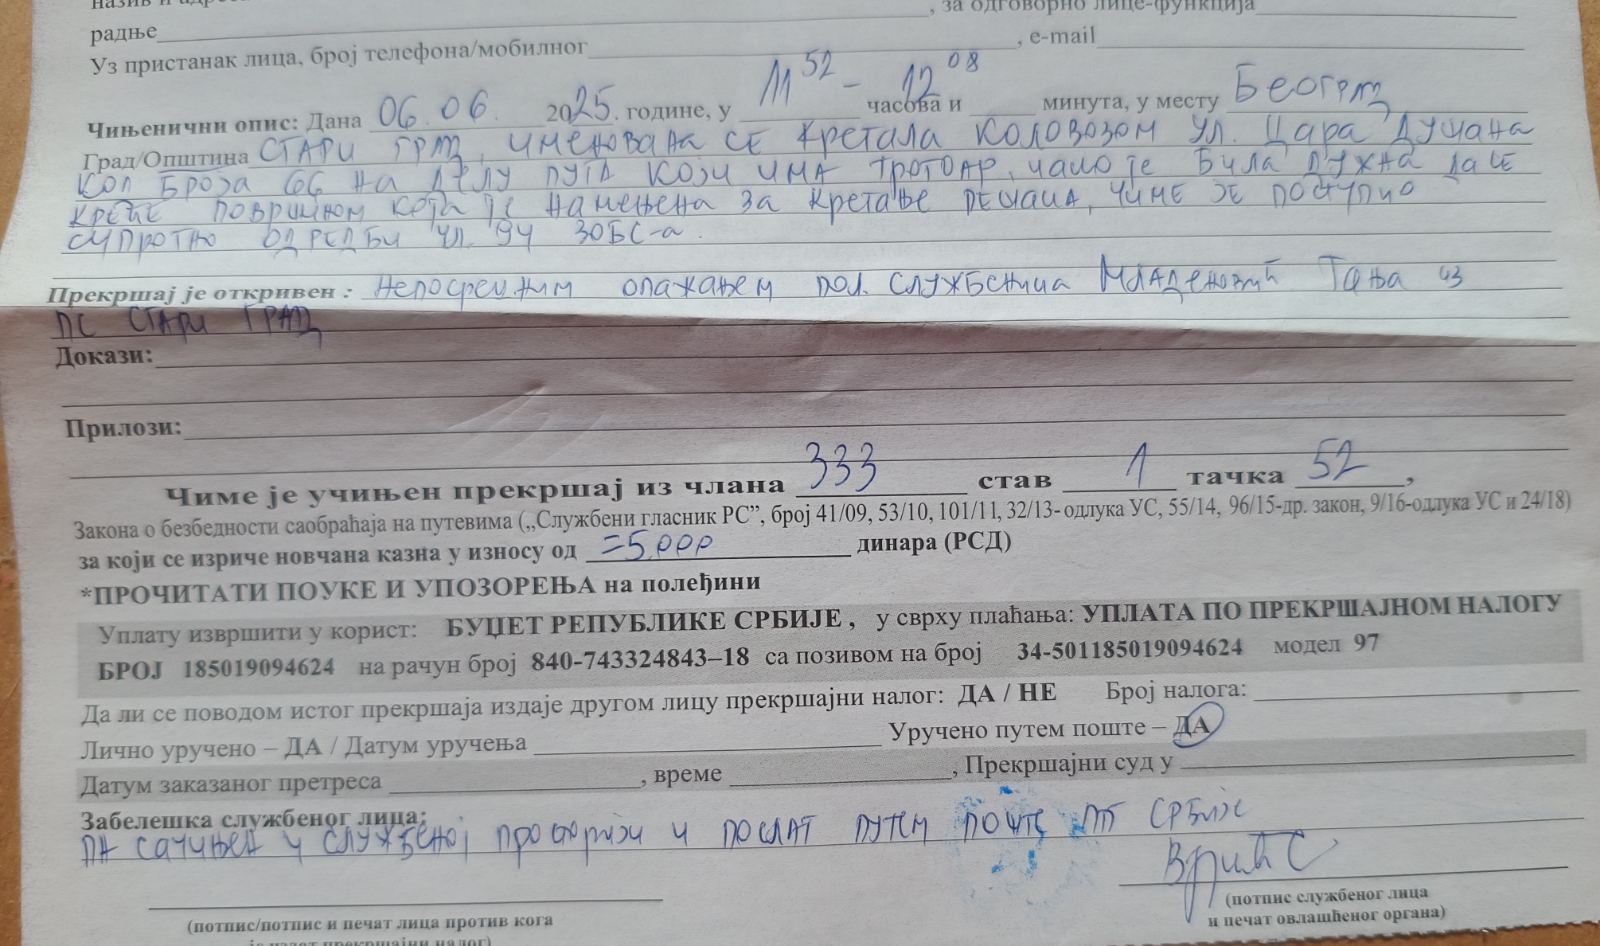 назив и адреса
, за одговорно лице-функција
радње
Уз пристанак лица, број телефона/мобилног , e-mail
Чињенични опис: Дана 06.06. 2025. године, у 11 52 - 12 08 часова и минута, у месту Београд
Град/Општина СТАРИ ГРАД, ИМЕНОВАНА СЕ КРЕТАЛА КОЛОВОЗОМ УЛ. ЦАРА ДУШАНА
КОД БРОЈА 66 НА ДЕЛУ ПУТА КОЈИ ИМА ТРОТОАР, ИАКО ЈЕ БИЛА ДУЖНА ДА СЕ
КРЕЋЕ ПОВРШИНОМ КОЈА ЈЕ НАМЕЊЕНА ЗА КРЕТАЊЕ ПЕШАКА, ЧИМЕ ЈЕ ПОСТУПИО
СУПРОТНО ОДРЕДБИ ЧЛ. 94 ЗОБС-а.
Прекршај је откривен : Непосредним опажањем пол. службеница Младеновић Тања из
ПС СТАРИ ГРАД
Докази:
Прилози:
Чиме је учињен прекршај из члана 333 став 1 тачка 52,
Закона о безбедности саобраћаја на путевима („Службени гласник РС”, број 41/09, 53/10, 101/11, 32/13-одлука УС, 55/14, 96/15-др. закон, 9/16-одлука УС и 24/18)
за који се изриче новчана казна у износу од =5.000 динара (РСД)
*ПРОЧИТАТИ ПОУКЕ И УПОЗОРЕЊА на полеђини
Уплату извршити у корист: БУЏЕТ РЕПУБЛИКЕ СРБИЈЕ , у сврху плаћања: УПЛАТА ПО ПРЕКРШАЈНОМ НАЛОГУ
БРОЈ 185019094624 на рачун број 840-743324843–18 са позивом на број 34-501185019094624 модел 97
Да ли се поводом истог прекршаја издаје другом лицу прекршајни налог: ДА / НЕ Број налога:
Лично уручено – ДА / Датум уручења Уручено путем поште – ДА
Датум заказаног претреса , време , Прекршајни суд у
Забелешка службеног лица:
ПН САЧИЊЕН У СЛУЖБЕНОЈ ПРОСТОРИЈИ И ПОСЛАТ ПУТЕМ ПОШТЕ ПТТ СРБИЈЕ
(потпис службеног лица
и печат овлашћеног органа)
(потпис/потпис и печат лица против кога
је издат прекршајни налог)